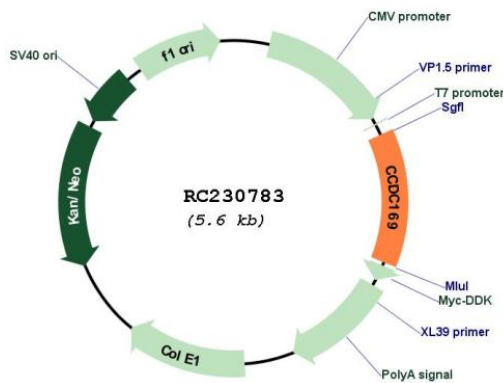 CMV promoter
VP1.5 primer
T7 promoter
SgfI
CCDC169
MluI
Myc-DDK
XL39 primer
PolyA signal
Col E1
Kan/Neo
SV40 ori
f1 ori
RC230783
(5.6 kb)